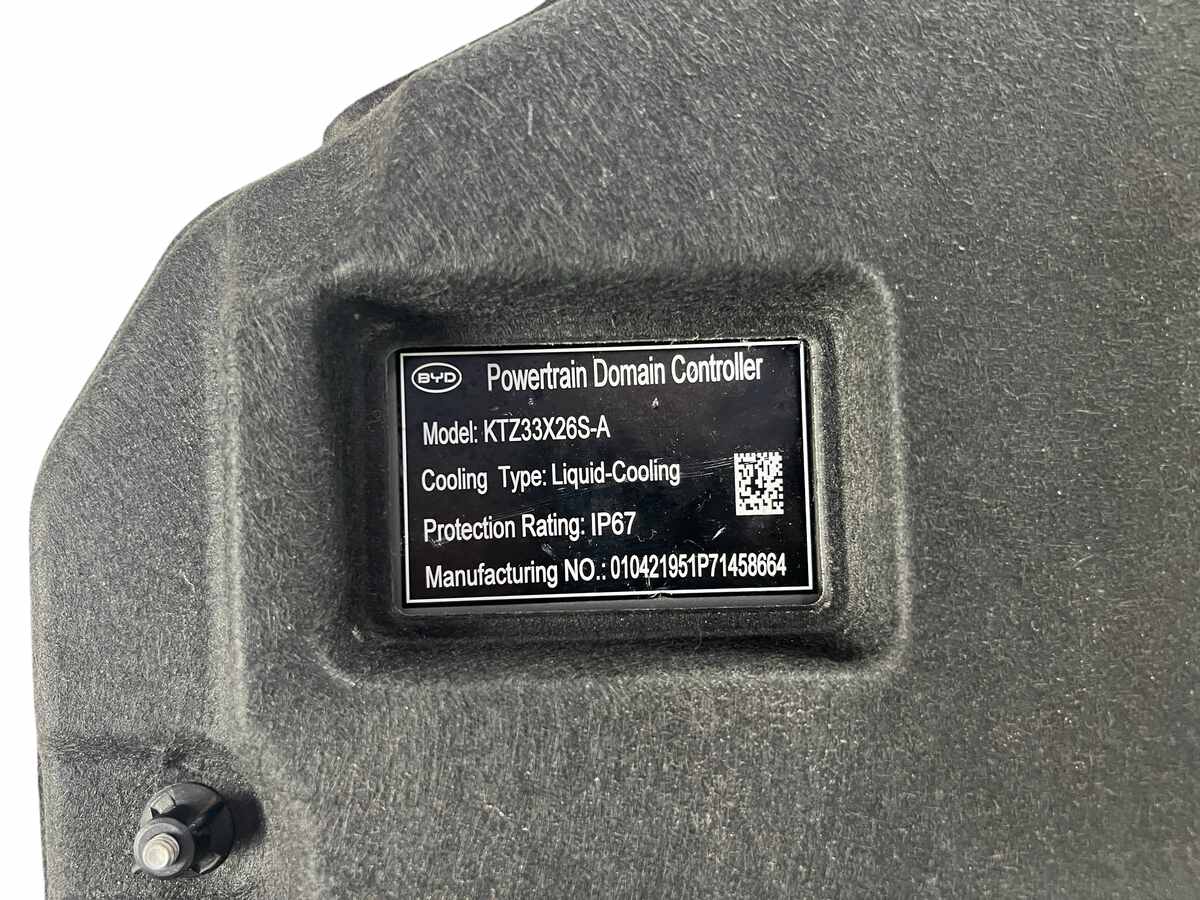 BYD Powertrain Domain Controller
Model: KTZ33X26S-A
Cooling Type: Liquid-Cooling
Protection Rating: IP67
Manufacturing NO.: 010421951P71458664